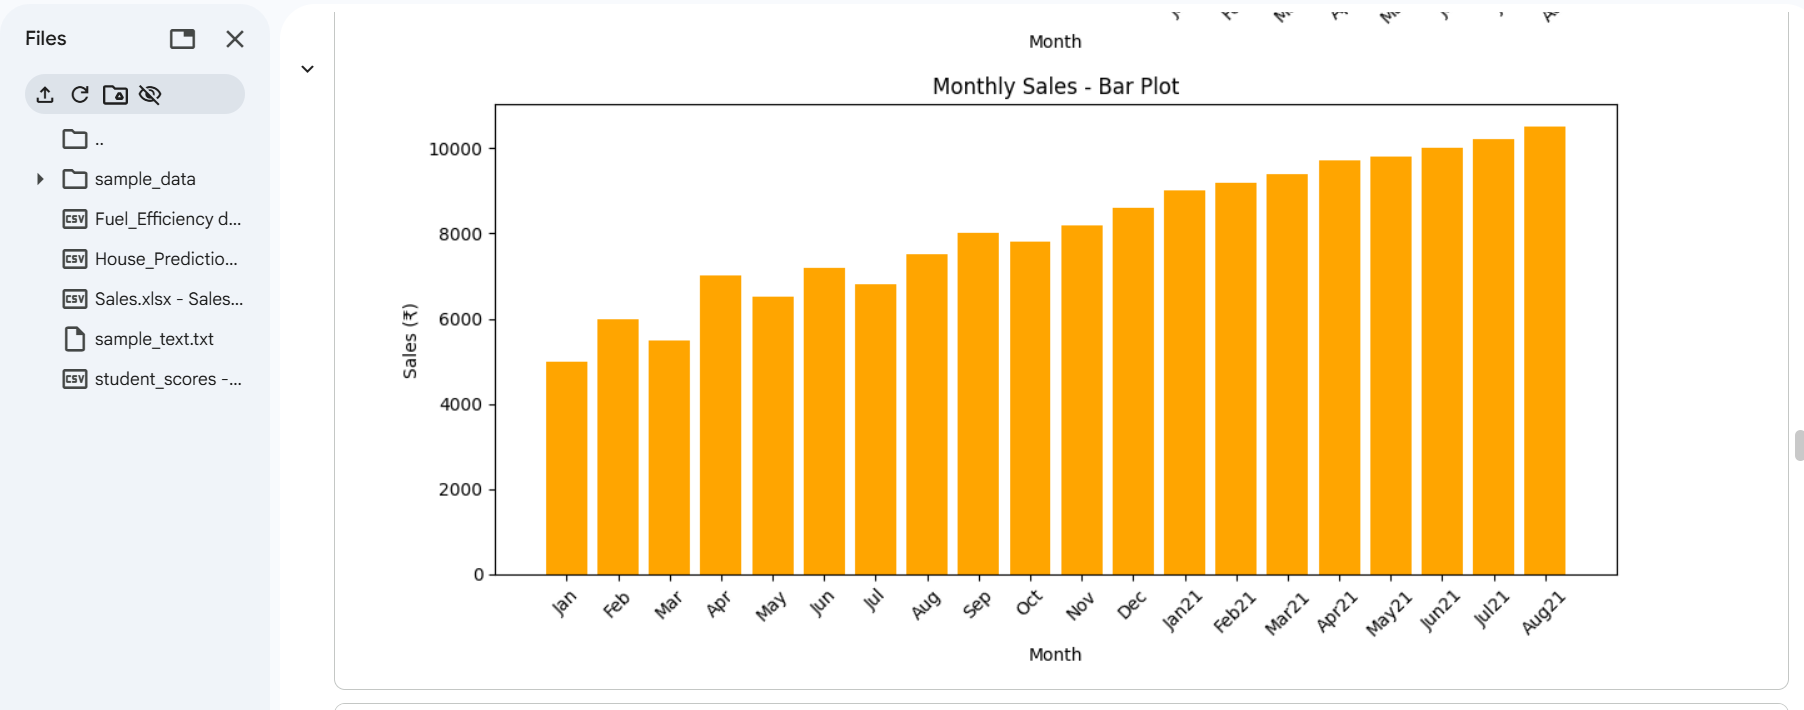 Files
..
sample_data
Fuel_Efficiency d...
House_Predictio...
Sales.xlsx - Sales...
sample_text.txt
student_scores -...
Month
Monthly Sales - Bar Plot
10000
8000
6000
4000
2000
0
Sales (₹)
Jan Feb Mar Apr May Jun Jul Aug Sep Oct Nov Dec Jan21 Feb21 Mar21 Apr21 May21 Jun21 Jul21 Aug21
Month